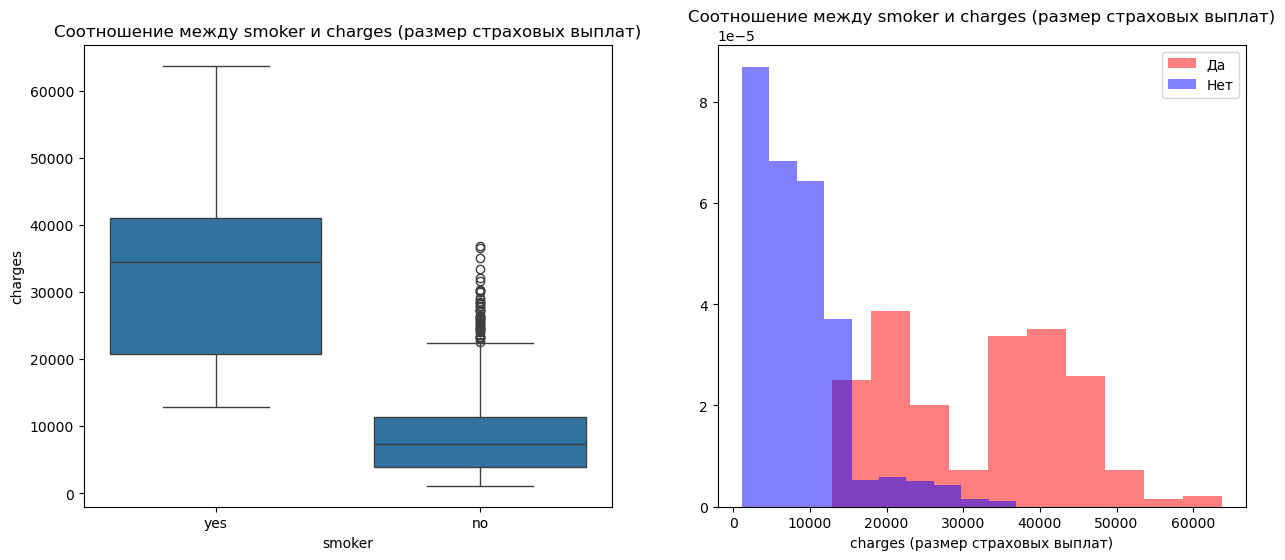 Соотношение между smoker и charges (размер страховых выплат)
60000
50000
40000
30000
20000
10000
0
charges
yes no
smoker
Соотношение между smoker и charges (размер страховых выплат)
1e−5
8
6
4
2
0
Да
Нет
0 10000 20000 30000 40000 50000 60000
charges (размер страховых выплат)